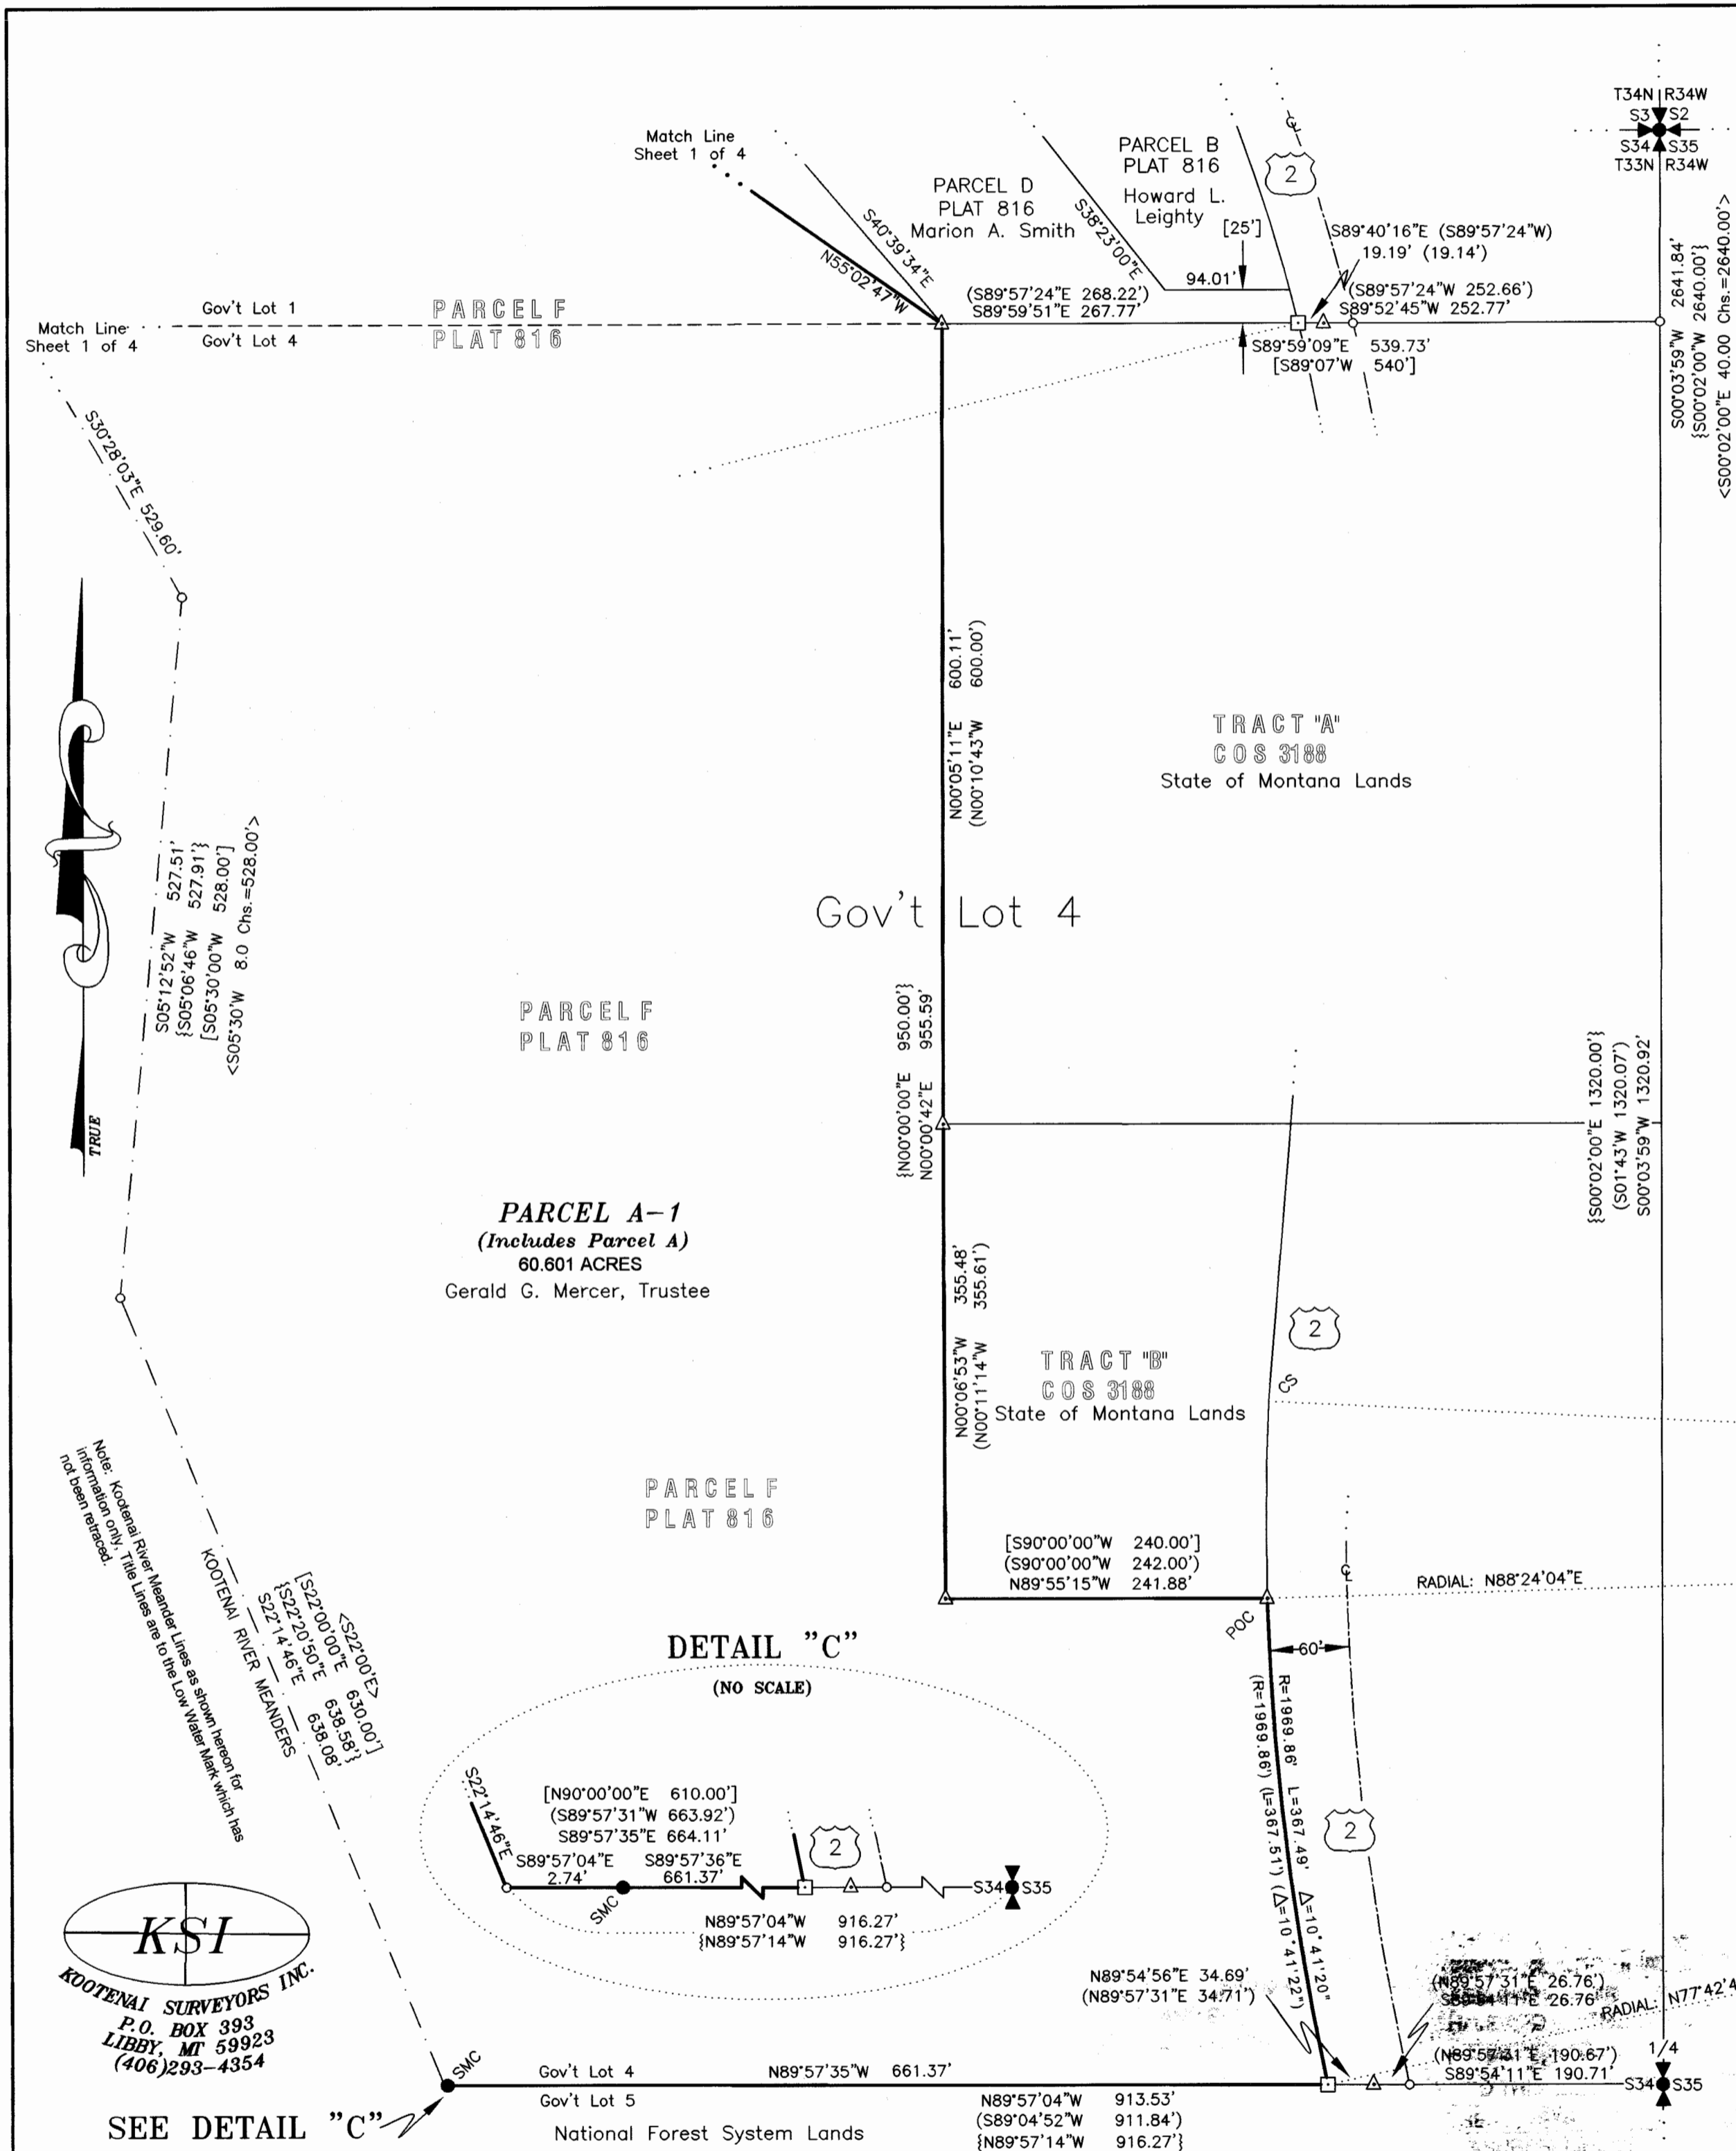 T34N R34W
S3 S2
S34 S35
T33N R34W
Match Line
Sheet 1 of 4
PARCEL D
PLAT 816
Marion A. Smith
PARCEL B
PLAT 816
Howard L.
Leighty
2
[25']
S40°39'34"E
N55°02'47"W
S38°23'00"E
94.01'
S89°40'16"E (S89°57'24"W)
19.19' (19.14')
(S89°57'24"E 268.22')
S89°59'51"E 267.77'
(S89°57'24"W 252.66')
S89°52'45"W 252.77'
S89°59'09"E 539.73'
[S89°07'W 540']
S00°03'59"W 2641.84'
{S00°02'00"W 2640.00'}
<S00°02'00"E 40.00 Chs.=2640.00'>
Match Line
Sheet 1 of 4
Gov't Lot 1
Gov't Lot 4
PARCEL F
PLAT 816
S30°28'03"E 529.60'
N00°05'11"E 600.11'
(N00°10'43"W 600.00')
TRACT "A"
COS 3188
State of Montana Lands
Gov't Lot 4
TRUE
S05°12'52"W 527.51'
{S05°06'46"W 527.91'}
[S05°30'00"W 528.00']
<S05°30'W 8.0 Chs.=528.00'>
PARCEL F
PLAT 816
{N00°00'00"E 950.00'}
N00°00'42"E 955.59'
{S00°02'00"E 1320.00'}
(S01°43'W 1320.07')
S00°03'59"W 1320.92'
PARCEL A-1
(Includes Parcel A)
60.601 ACRES
Gerald G. Mercer, Trustee
N00°06'53"W 355.48'
(N00°11'14"W 355.61')
2
TRACT "B"
COS 3188
State of Montana Lands
CS
PARCEL F
PLAT 816
Note: Kootenai River Meander Lines as shown hereon for
information only, Title Lines are to the Low Water Mark which has
not been retraced.
KOOTENAI RIVER MEANDERS
<S22°00'E>
[S22°00'00"E 630.00']
{S22°20'50"E 638.58'}
S22°14'46"E 638.08'
[S90°00'00"W 240.00']
(S90°00'00"W 242.00')
N89°55'15"W 241.88'
RADIAL: N88°24'04"E
POC
60'
R=1969.86' L=367.49' Δ=10°41'20"
(R=1969.86') (L=367.51') (Δ=10°41'22")
2
DETAIL "C"
(NO SCALE)
S22°14'46"E
[N90°00'00"E 610.00']
(S89°57'31"W 663.92')
S89°57'35"E 664.11'
S89°57'04"E S89°57'36"E
2.74' 661.37'
2
SMC
S34 S35
N89°57'04"W 916.27'
{N89°57'14"W 916.27'}
KSI
KOOTENAI SURVEYORS INC.
P.O. BOX 393
LIBBY, MT 59923
(406)293-4354
N89°54'56"E 34.69'
(N89°57'31"E 34.71')
(N89°57'31"E 26.76')
S89°54'11"E 26.76'
RADIAL: N77°42'4
(N89°57'31"E 190.67')
S89°54'11"E 190.71'
1/4
S34 S35
SMC
Gov't Lot 4 N89°57'35"W 661.37'
Gov't Lot 5
SEE DETAIL "C"
National Forest System Lands
N89°57'04"W 913.53'
(S89°04'52"W 911.84')
{N89°57'14"W 916.27'}